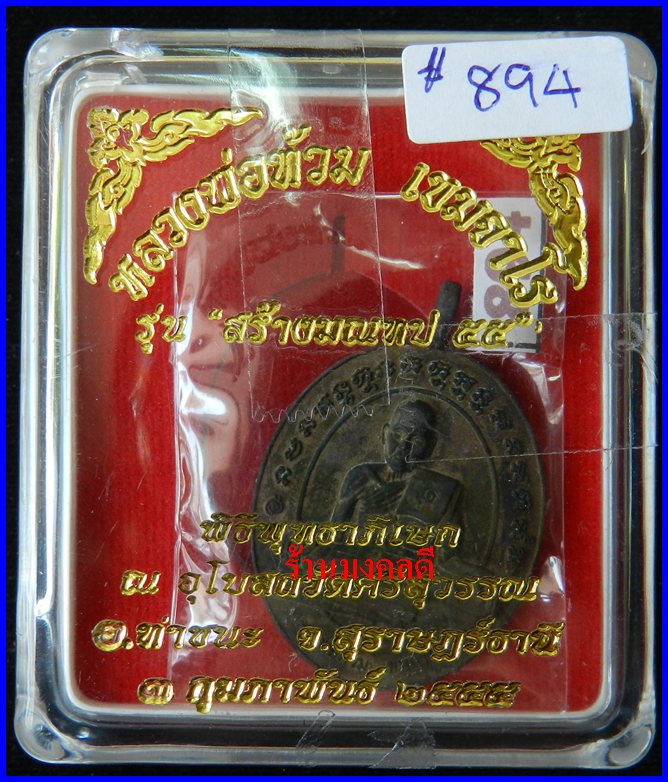 # 894
หลวงพ่อท้วม เขมจาโร
รุ่น "สร้างมณฑป ๕๕"
พิธีพุทธาภิเษก
ร้านมงคลดี
ณ อุโบสถวัดศรีสุวรรณ
อ.ท่าชนะ จ.สุราษฎร์ธานี
๓ กุมภาพันธ์ ๒๕๕๕